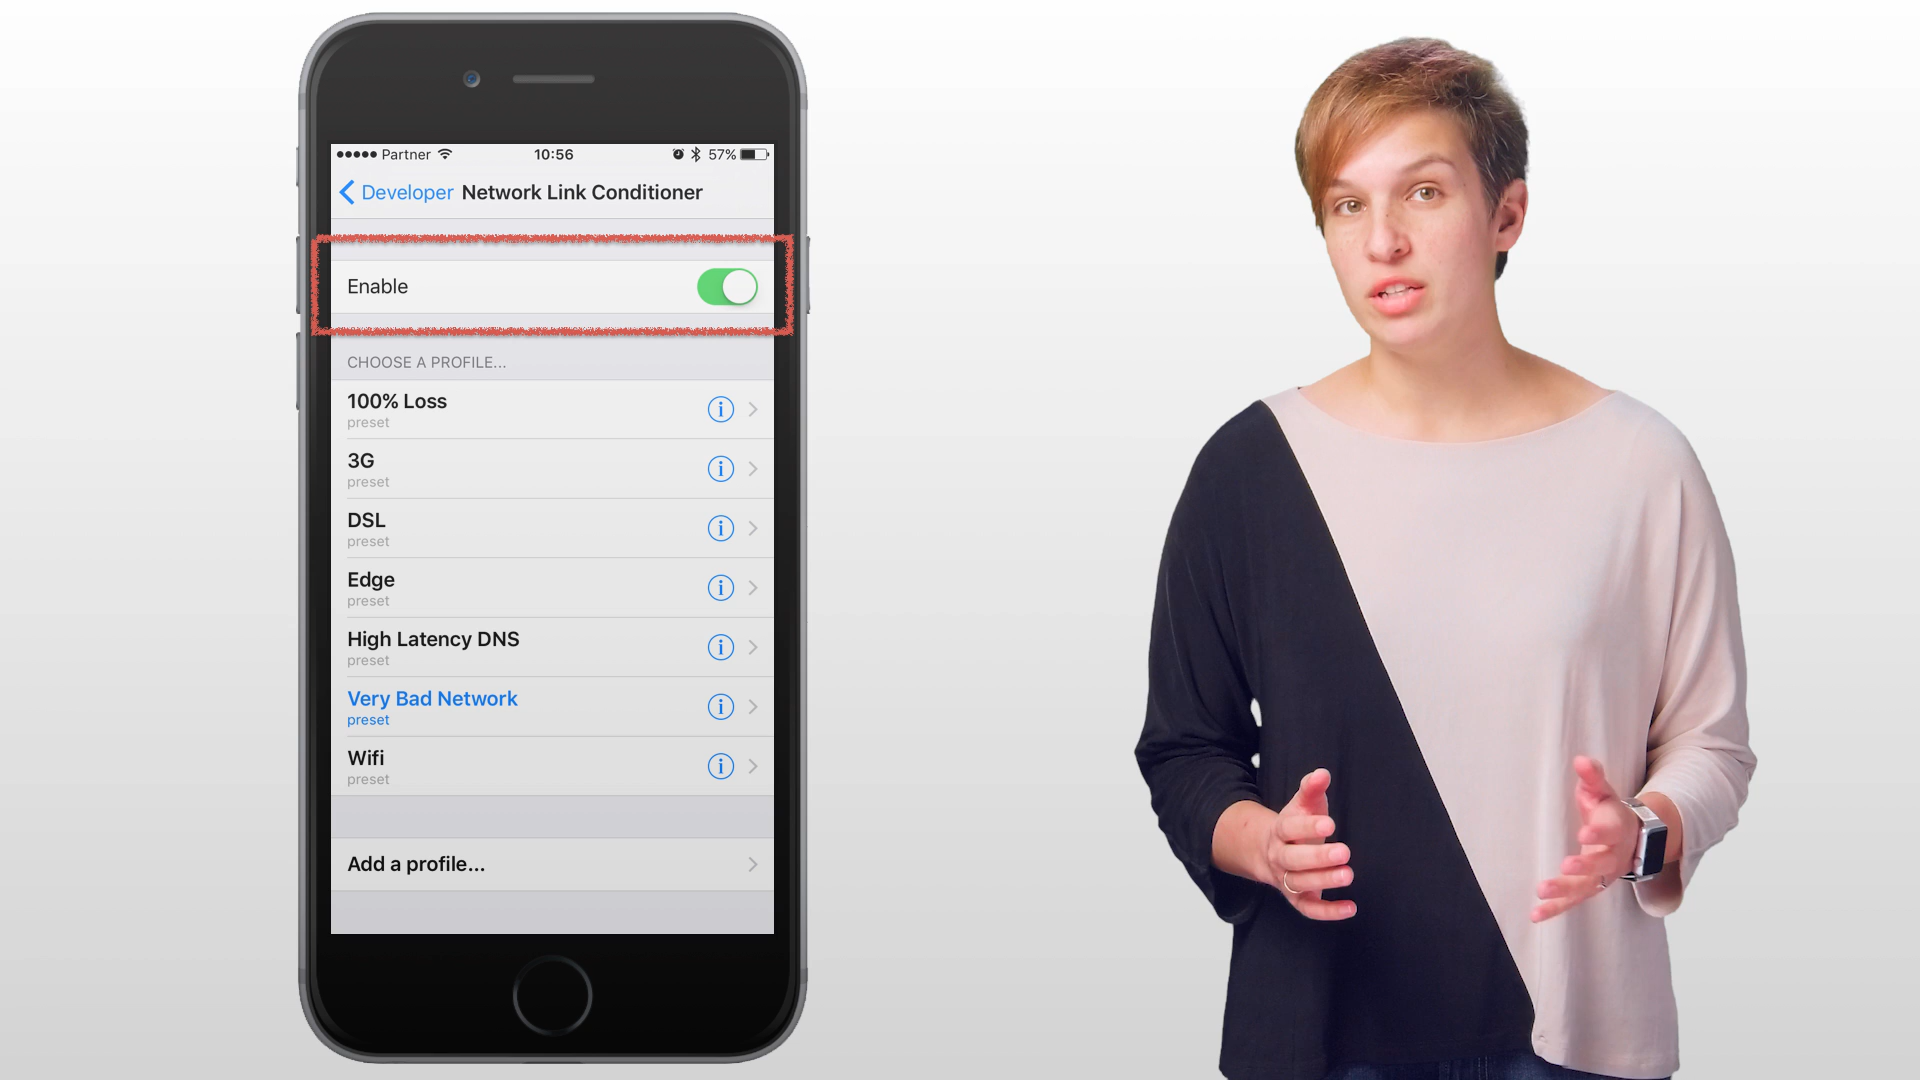 Partner 10:56 57%
Developer Network Link Conditioner
Enable
CHOOSE A PROFILE...
100% Loss
preset
3G
preset
DSL
preset
Edge
preset
High Latency DNS
preset
Very Bad Network
preset
Wifi
preset
Add a profile...